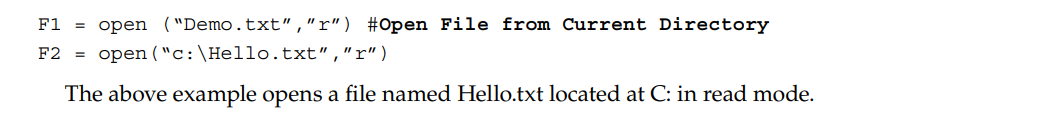 F1 = open (“Demo.txt”,”r”) #Open File from Current Directory
F2 = open(“c:\Hello.txt”,”r”)
The above example opens a file named Hello.txt located at C: in read mode.